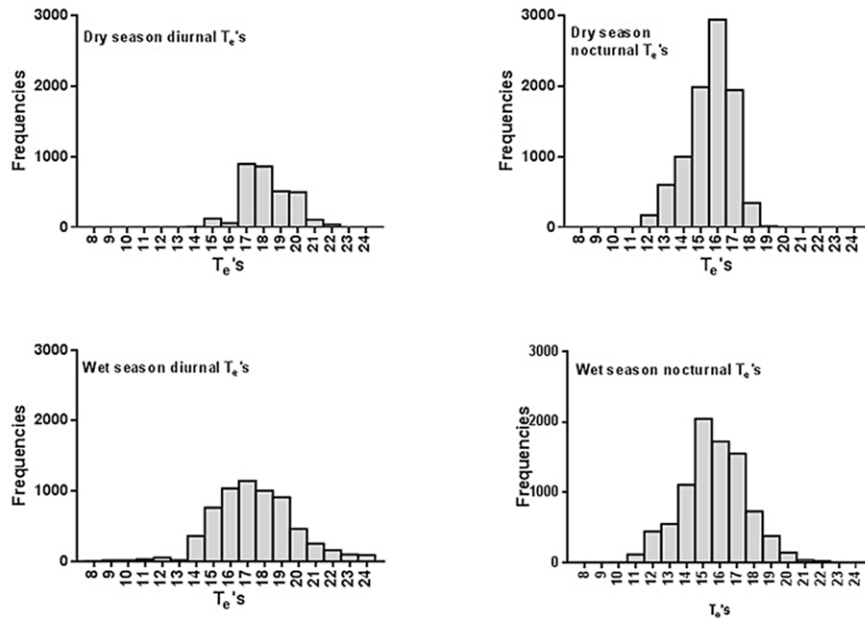 3000
Dry season diurnal Te's
2000
Frequencies
1000
0
8 9 10 11 12 13 14 15 16 17 18 19 20 21 22 23 24
Te's
3000
Dry season
nocturnal Te's
2000
Frequencies
1000
0
8 9 10 11 12 13 14 15 16 17 18 19 20 21 22 23 24
Te's
3000
Wet season diurnal Te's
2000
Frequencies
1000
0
8 9 10 11 12 13 14 15 16 17 18 19 20 21 22 23 24
Te's
3000
Wet season nocturnal Te's
2000
Frequencies
1000
0
8 9 10 11 12 13 14 15 16 17 18 19 20 21 22 23 24
Te's